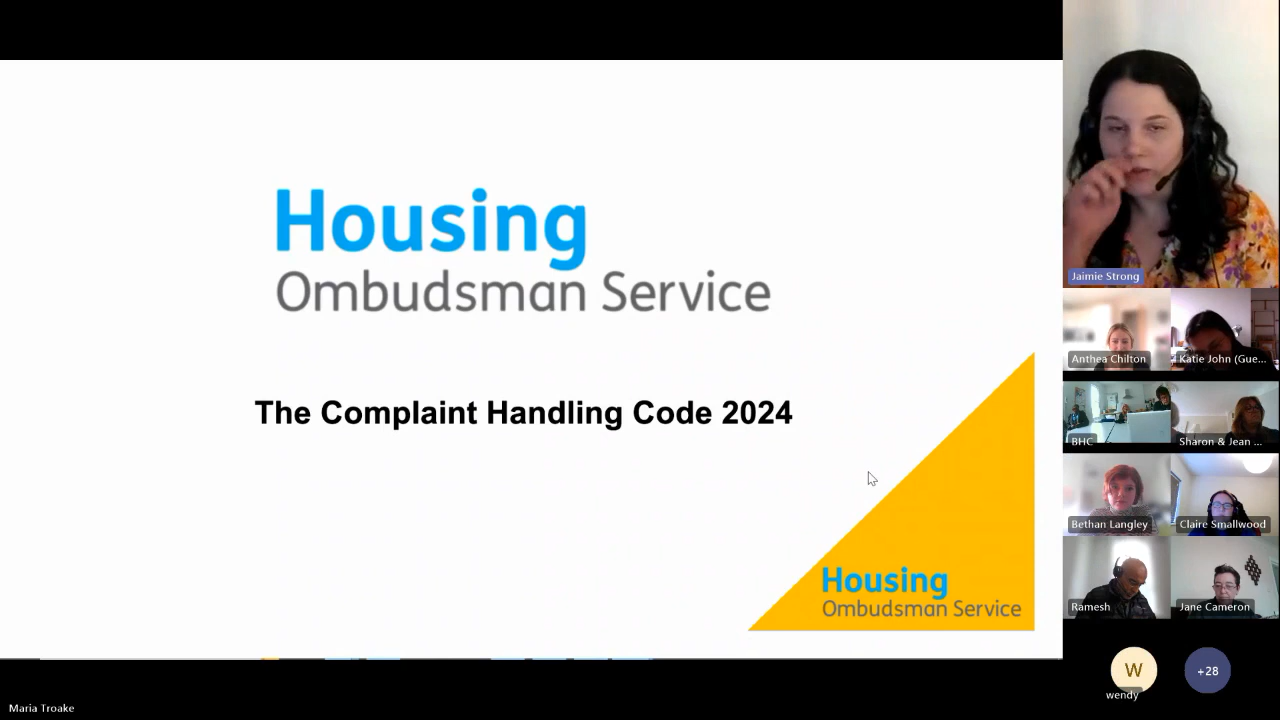 Housing
Ombudsman Service
The Complaint Handling Code 2024
Housing
Ombudsman Service
Jaimie Strong
Anthea Chilton
Katie John (Gue...
BHC
Sharon & Jean ...
Bethan Langley
Claire Smallwood
Ramesh
Jane Cameron
W
wendy
+28
Maria Troake